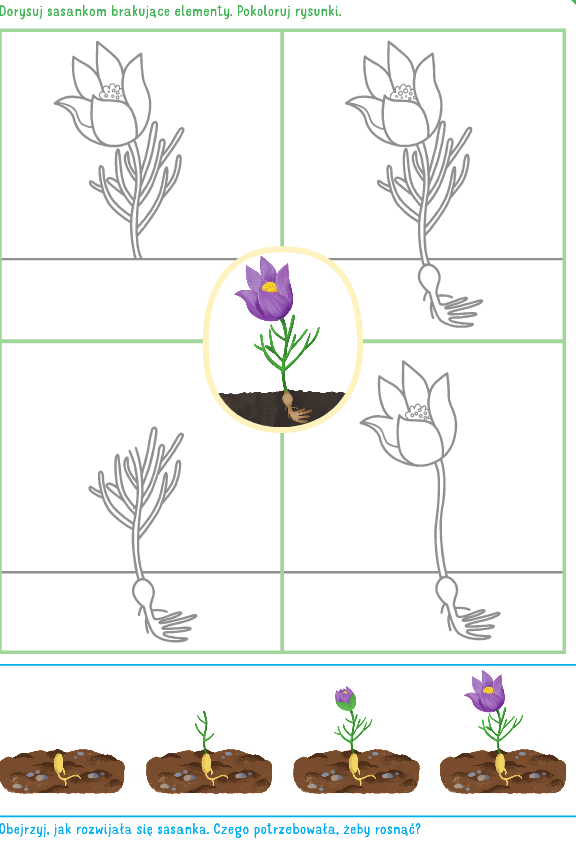 Dorysuj sasankom brakujące elementy. Pokoloruj rysunki.
Obejrzyj, jak rozwijała się sasanka. Czego potrzebowała, żeby rosnąć?